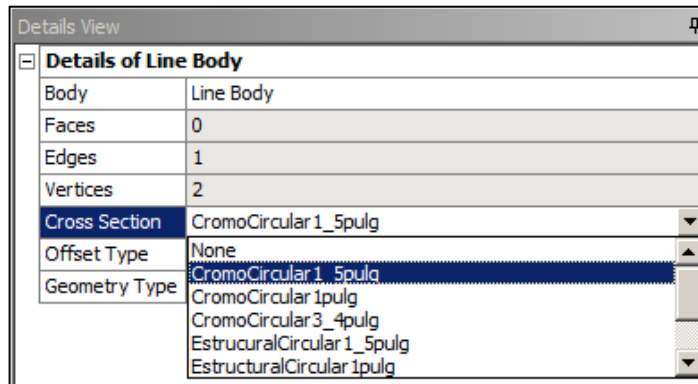 Details View
Details of Line Body
Body Line Body
Faces 0
Edges 1
Vertices 2
Cross Section CromoCircular1_5pulg
Offset Type None
CromoCircular1_5pulg
Geometry Type CromoCircular1pulg
CromoCircular3_4pulg
EstrucuralCircular1_5pulg
EstructuralCircular1pulg